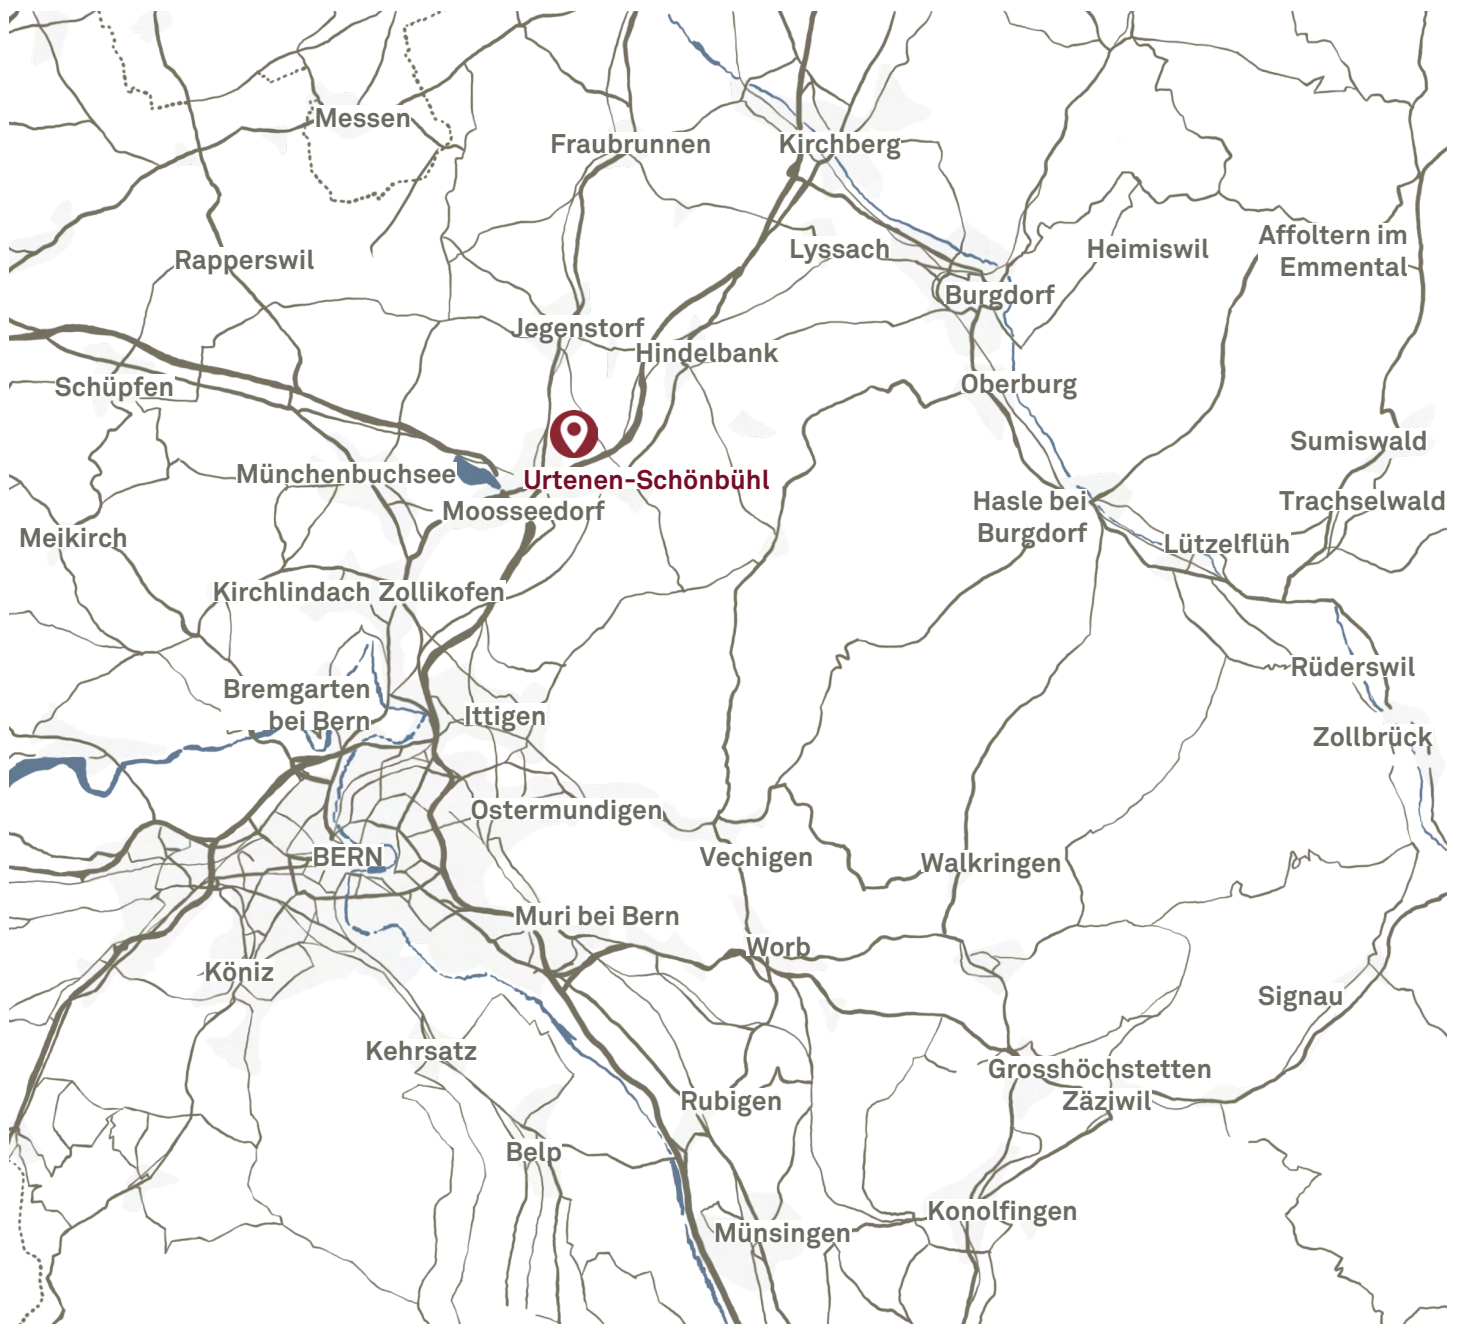 Messen
Fraubrunnen
Kirchberg
Rapperswil
Lyssach
Heimiswil
Affoltern im
Emmental
Burgdorf
Jegenstorf
Hindelbank
Schüpfen
Oberburg
Sumiswald
Münchenbuchsee
Urtenen-Schönbühl
Moosseedorf
Hasle bei
Burgdorf
Trachselwald
Meikirch
Lützelflüh
Kirchlindach
Zollikofen
Rüderswil
Bremgarten
bei Bern
Ittigen
Zollbrück
Ostermundigen
BERN
Vechigen
Walkringen
Muri bei Bern
Worb
Köniz
Signau
Kehrsatz
Grosshöchstetten
Rubigen
Zäziwil
Belp
Konolfingen
Münsingen